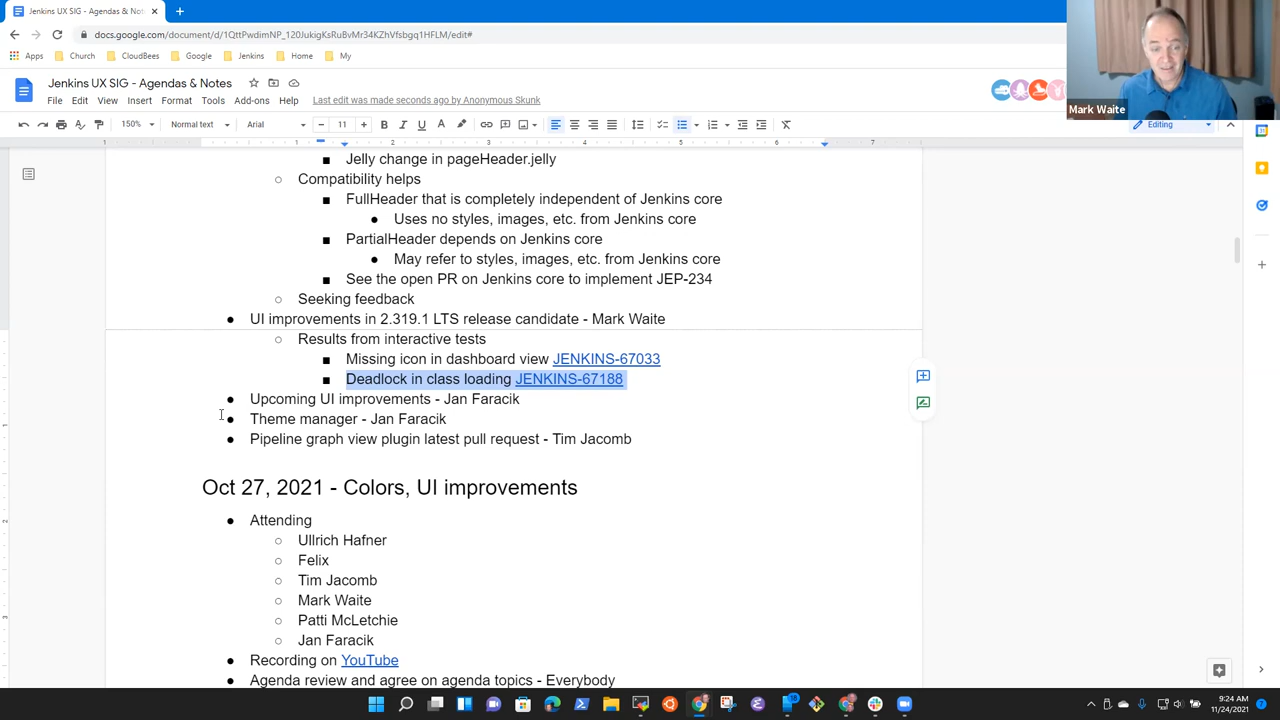 Jenkins UX SIG - Agendas & Not
docs.google.com/document/d/1QttPwdimNP_120JukigKsRuBvMr34KZhVfsbgq1HFLM/edit#
Apps Church CloudBees Google Jenkins Home My
Jenkins UX SIG - Agendas & Notes
File Edit View Insert Format Tools Add-ons Help Last edit was made seconds ago by Anonymous Skunk
Mark Waite
150% Normal text Arial 11 Editing
1 1 2 3 4 5 6 7
Jelly change in pageHeader.jelly
Compatibility helps
FullHeader that is completely independent of Jenkins core
Uses no styles, images, etc. from Jenkins core
PartialHeader depends on Jenkins core
May refer to styles, images, etc. from Jenkins core
See the open PR on Jenkins core to implement JEP-234
Seeking feedback
UI improvements in 2.319.1 LTS release candidate - Mark Waite
Results from interactive tests
Missing icon in dashboard view JENKINS-67033
Deadlock in class loading JENKINS-67188
Upcoming UI improvements - Jan Faracik
Theme manager - Jan Faracik
Pipeline graph view plugin latest pull request - Tim Jacomb
Oct 27, 2021 - Colors, UI improvements
Attending
Ullrich Hafner
Felix
Tim Jacomb
Mark Waite
Patti McLetchie
Jan Faracik
Recording on YouTube
Agenda review and agree on agenda topics - Everybody
9:24 AM
11/24/2021